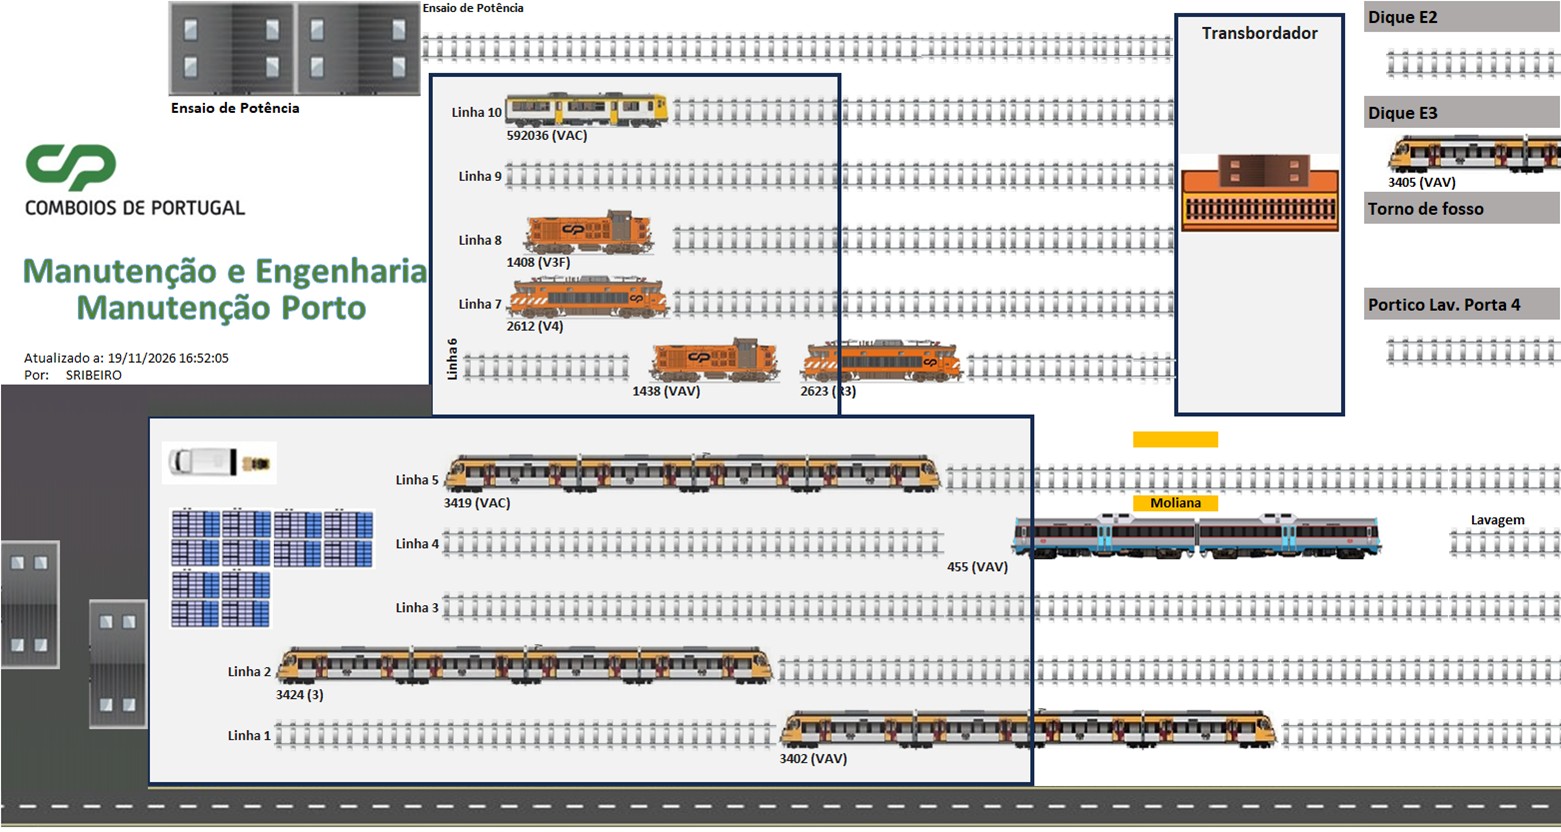 Ensaio de Potência
Transbordador
Dique E2
Ensaio de Potência
Linha 10
592036 (VAC)
Dique E3
3405 (VAV)
Linha 9
CP
COMBOIOS DE PORTUGAL
Torno de fosso
Linha 8
1408 (V3F)
Manutenção e Engenharia
Manutenção Porto
Linha 7
2612 (V4)
Portico Lav. Porta 4
Atualizado a: 19/11/2026 16:52:05
Por: SRIBEIRO
Linha 6
1438 (VAV)
2623 (R3)
Linha 5
3419 (VAC)
Moliana
Lavagem
Linha 4
455 (VAV)
Linha 3
Linha 2
3424 (3)
Linha 1
3402 (VAV)